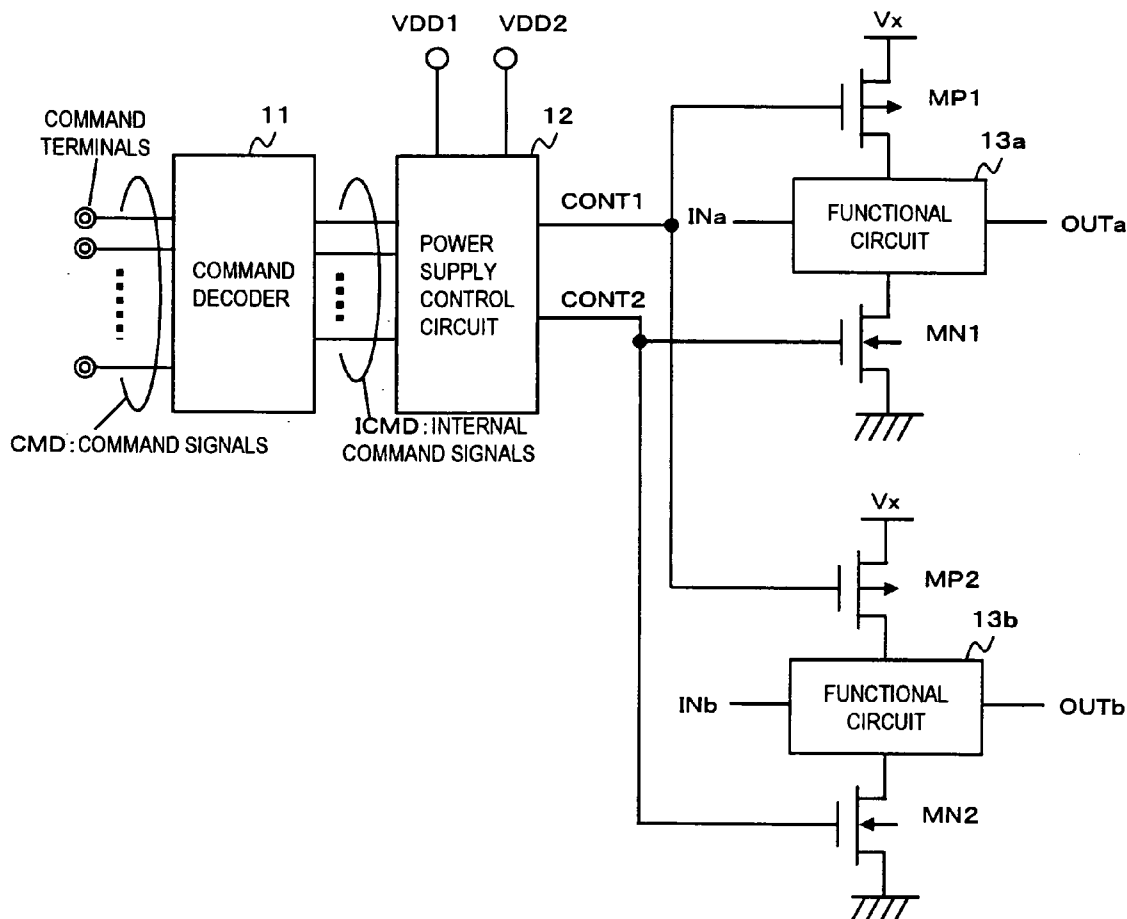 VDD1
VDD2
Vx
MP1
COMMAND
TERMINALS
11
12
13a
CONT1
INa
FUNCTIONAL
CIRCUIT
OUTa
COMMAND
DECODER
POWER
SUPPLY
CONTROL
CIRCUIT
CONT2
MN1
CMD:COMMAND SIGNALS
ICMD:INTERNAL
COMMAND SIGNALS
Vx
MP2
13b
INb
FUNCTIONAL
CIRCUIT
OUTb
MN2